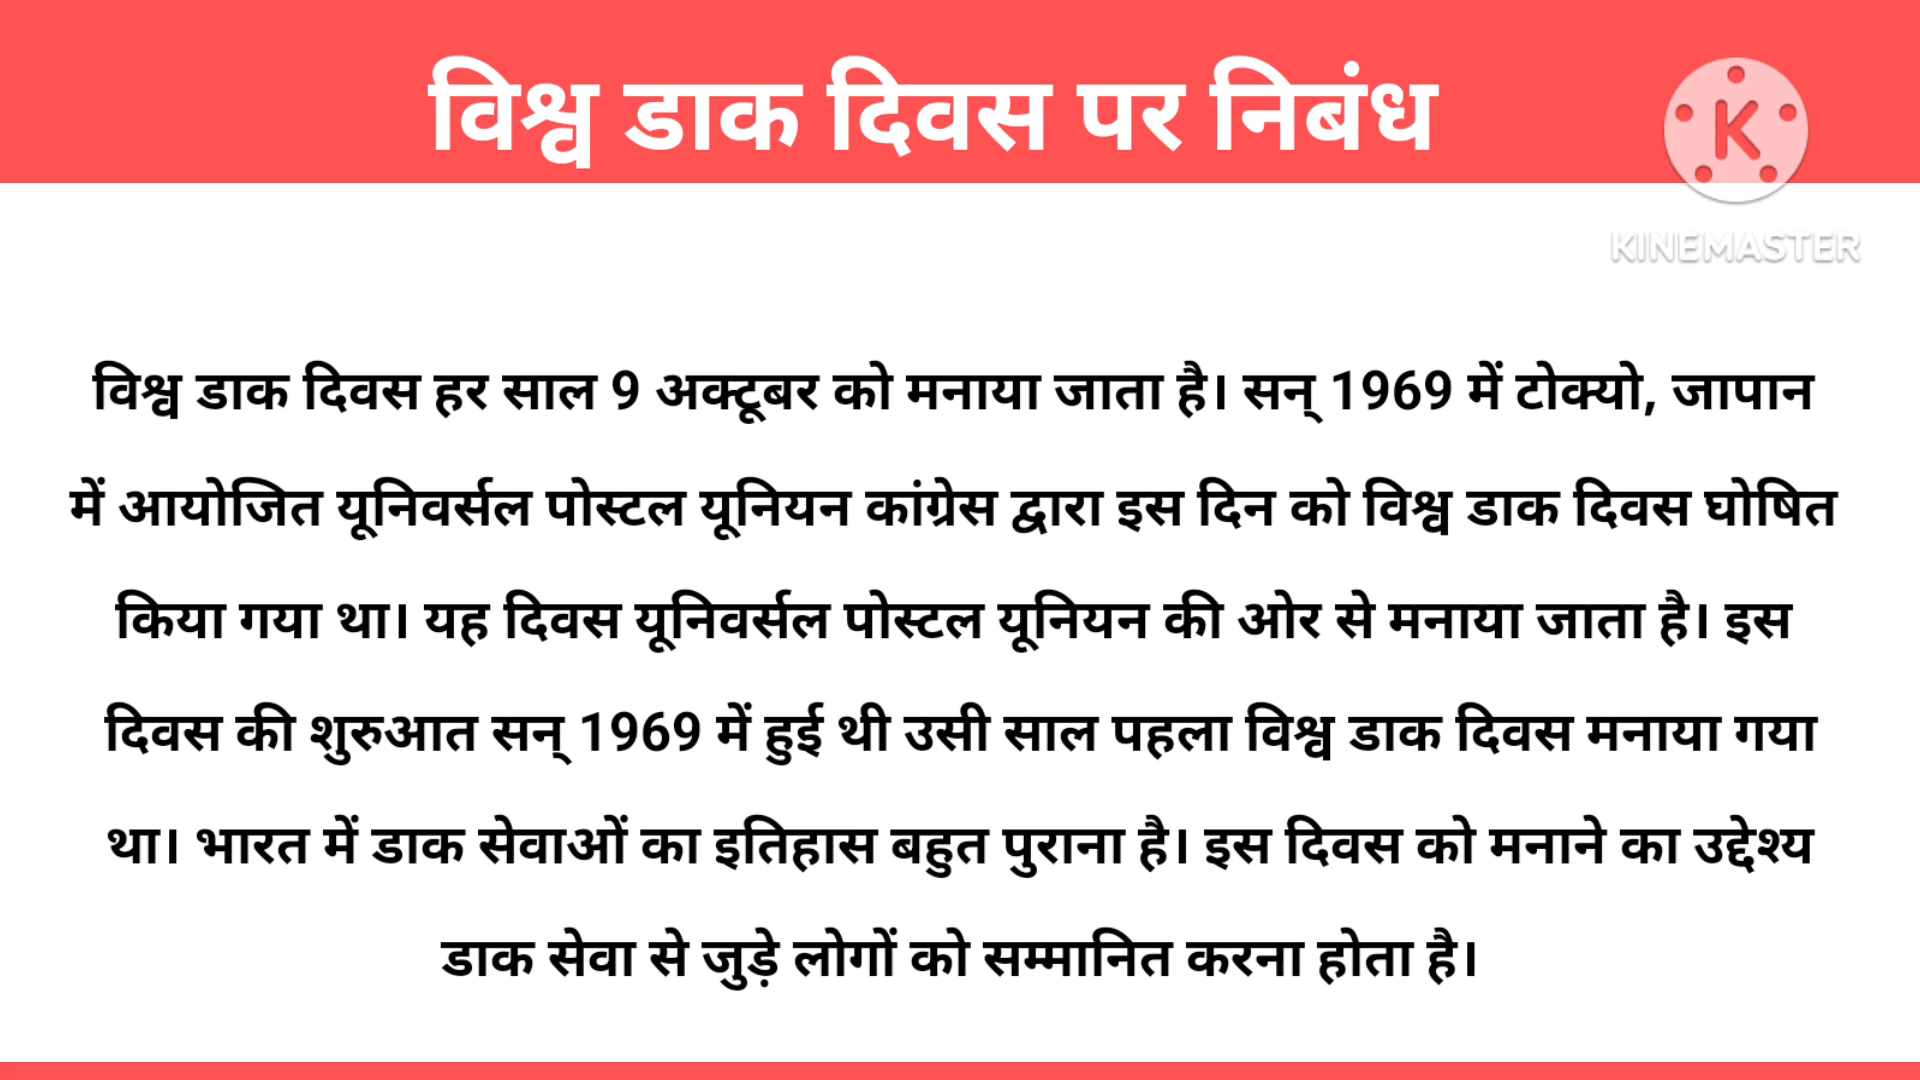 विश्व डाक दिवस पर निबंध
K
KINEMASTER
विश्व डाक दिवस हर साल 9 अक्टूबर को मनाया जाता है। सन् 1969 में टोक्यो, जापान
में आयोजित यूनिवर्सल पोस्टल यूनियन कांग्रेस द्वारा इस दिन को विश्व डाक दिवस घोषित
किया गया था। यह दिवस यूनिवर्सल पोस्टल यूनियन की ओर से मनाया जाता है। इस
दिवस की शुरुआत सन् 1969 में हुई थी उसी साल पहला विश्व डाक दिवस मनाया गया
था। भारत में डाक सेवाओं का इतिहास बहुत पुराना है। इस दिवस को मनाने का उद्देश्य
डाक सेवा से जुड़े लोगों को सम्मानित करना होता है।